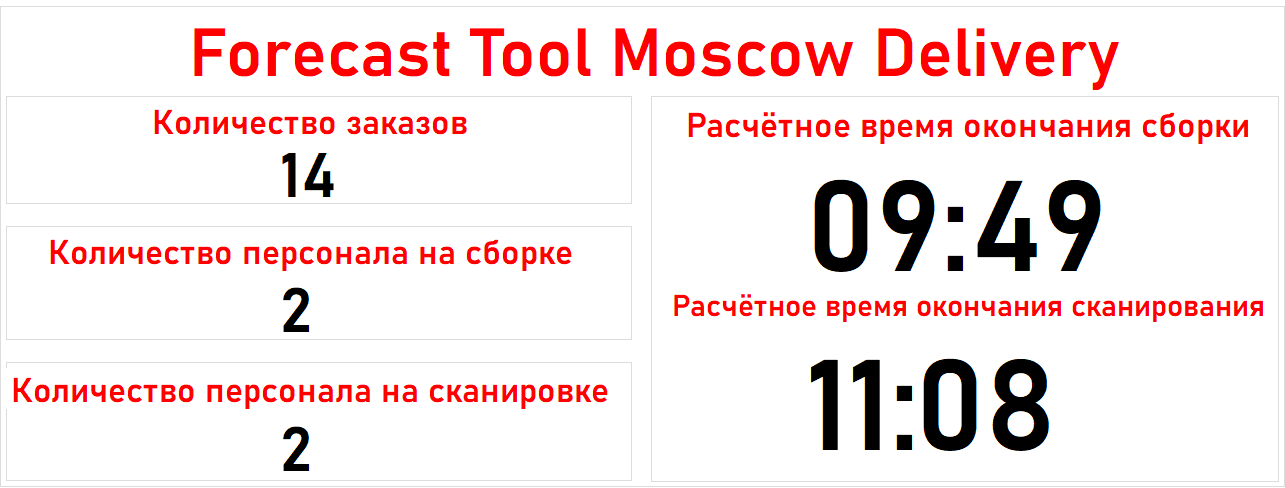 Forecast Tool Moscow Delivery
Количество заказов
14
Количество персонала на сборке
2
Количество персонала на сканировке
2
Расчётное время окончания сборки
09:49
Расчётное время окончания сканирования
11:08